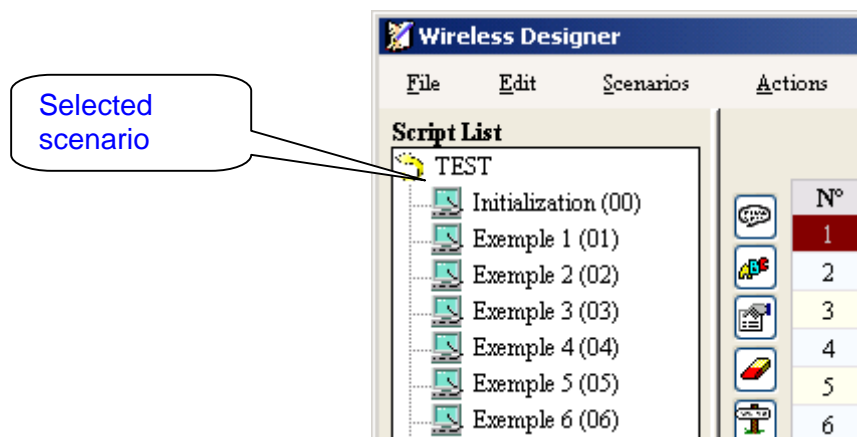 Wireless Designer
File Edit Scenarios Actions
Selected
scenario
Script List
TEST
Initialization (00)
Exemple 1 (01)
Exemple 2 (02)
Exemple 3 (03)
Exemple 4 (04)
Exemple 5 (05)
Exemple 6 (06)
N°
1
2
3
4
5
6